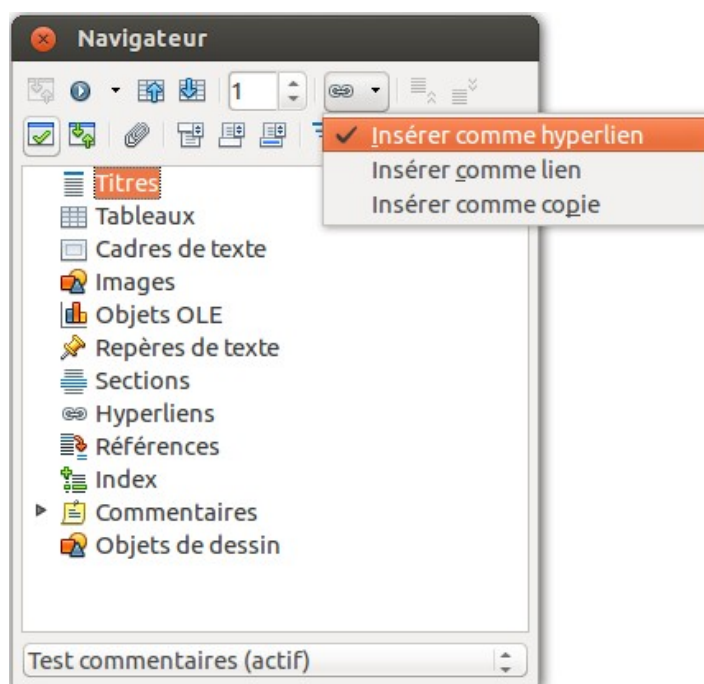 Navigateur
1
Insérer comme hyperlien
Insérer comme lien
Insérer comme copie
Titres
Tableaux
Cadres de texte
Images
Objets OLE
Repères de texte
Sections
Hyperliens
Références
Index
Commentaires
Objets de dessin
Test commentaires (actif)